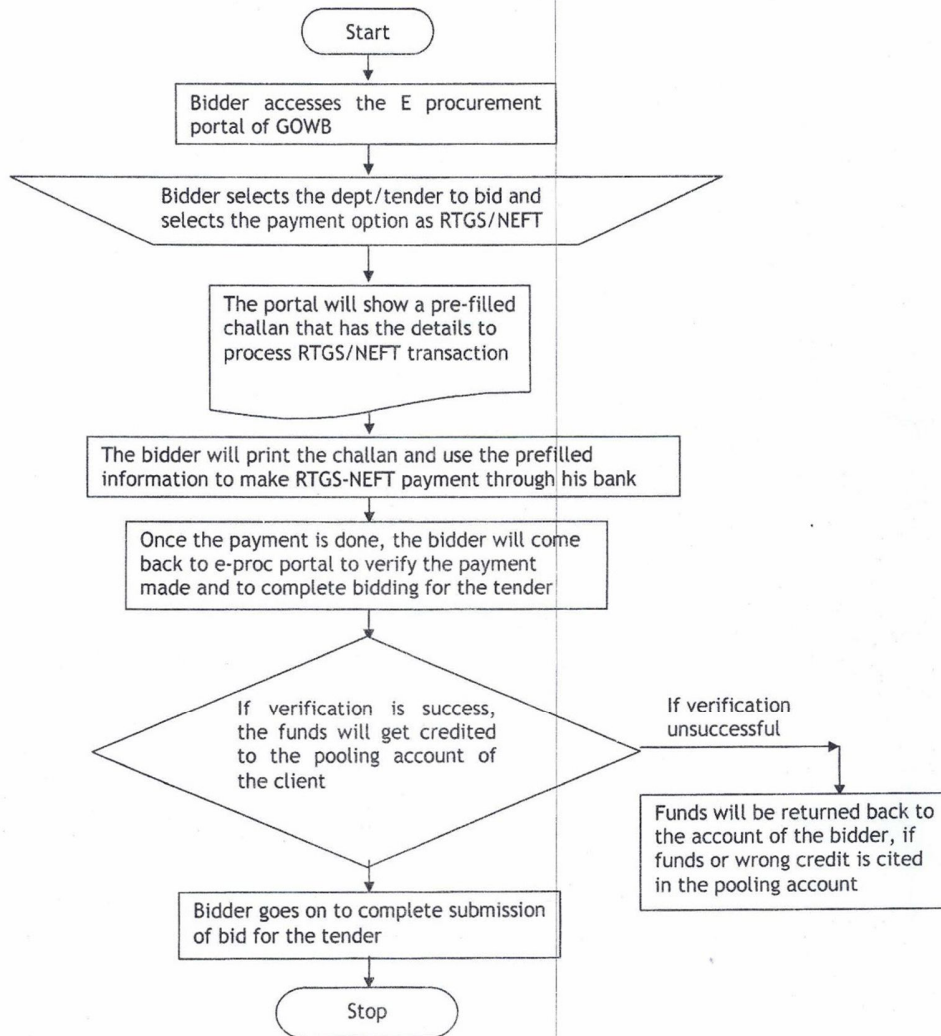 Start
Bidder accesses the E procurement
portal of GOWB
Bidder selects the dept/tender to bid and
selects the payment option as RTGS/NEFT
The portal will show a pre-filled
challan that has the details to
process RTGS/NEFT transaction
The bidder will print the challan and use the prefilled
information to make RTGS-NEFT payment through his bank
Once the payment is done, the bidder will come
back to e-proc portal to verify the payment
made and to complete bidding for the tender
If verification is success,
the funds will get credited
to the pooling account of
the client
If verification
unsuccessful
Funds will be returned back to
the account of the bidder, if
funds or wrong credit is cited
in the pooling account
Bidder goes on to complete submission
of bid for the tender
Stop